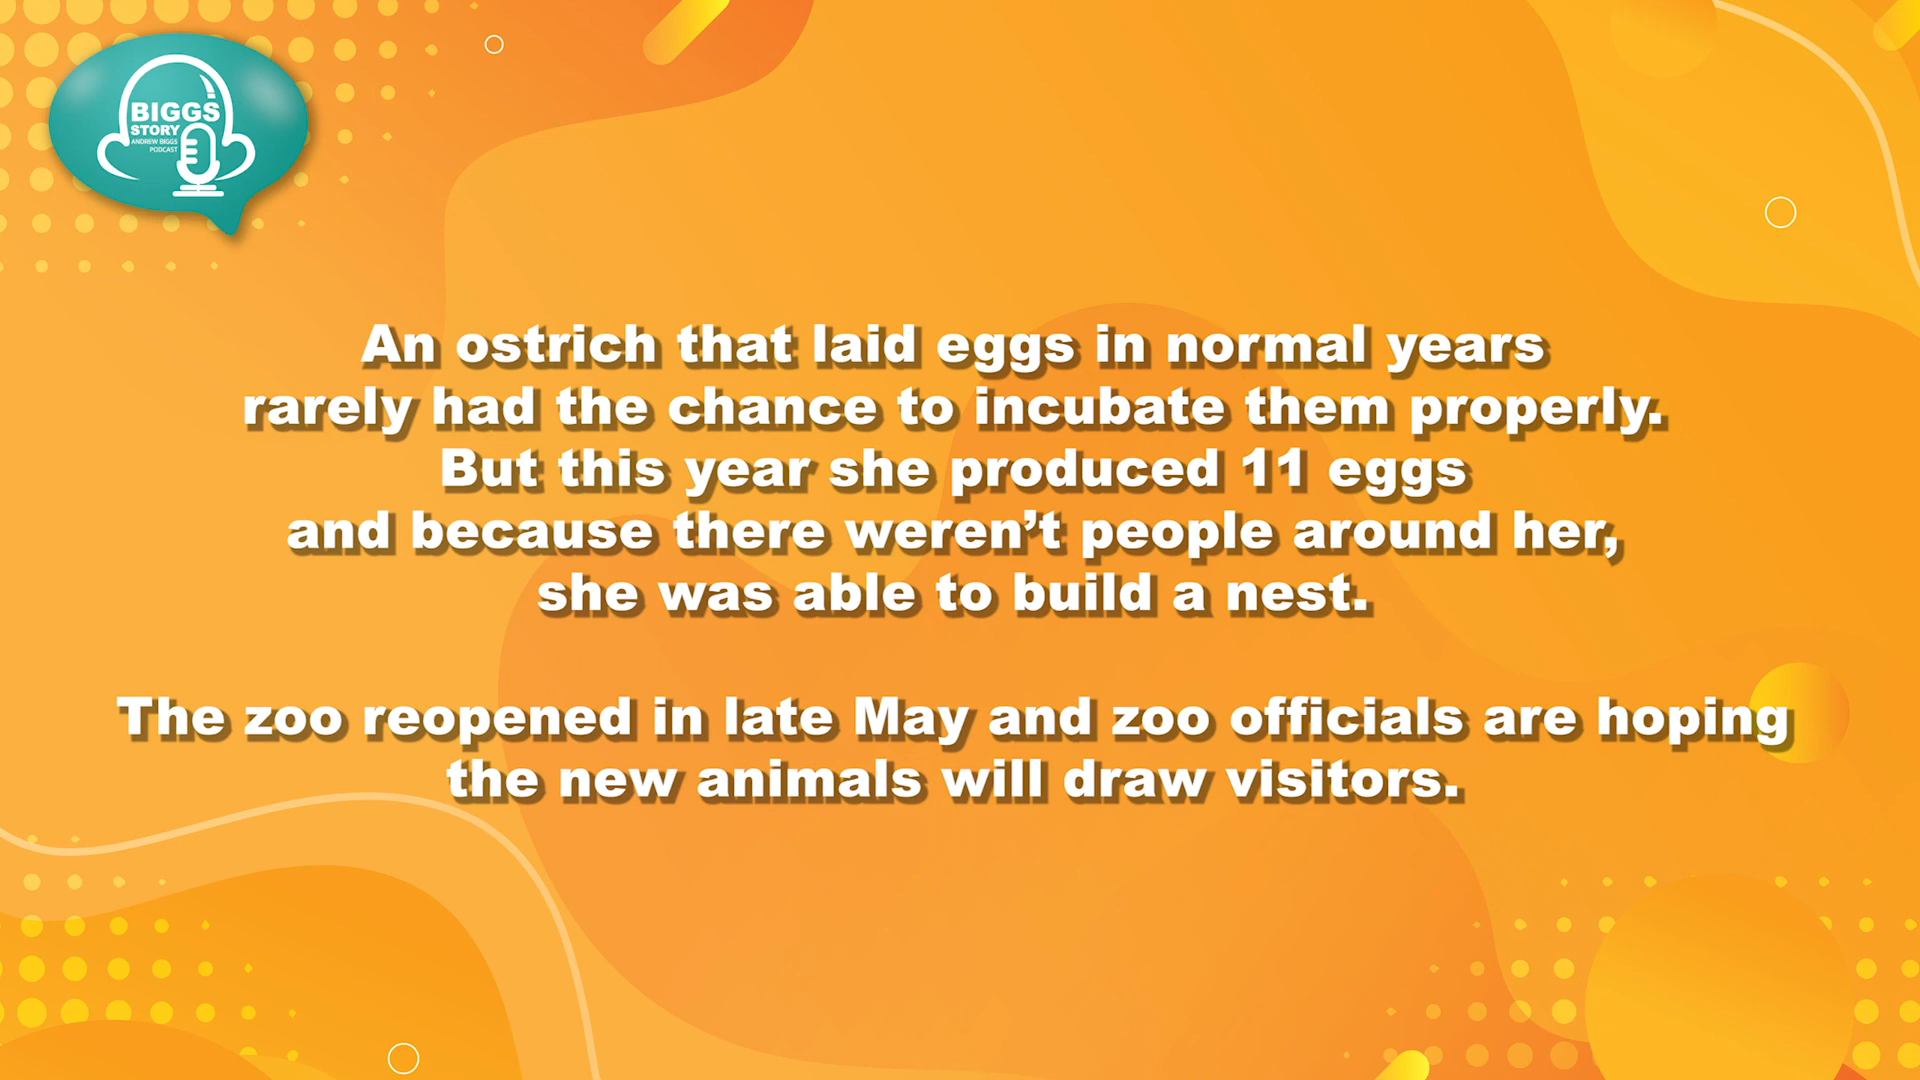 BIGGS
STORY
ANDREW BIGGS
PODCAST
An ostrich that laid eggs in normal years
rarely had the chance to incubate them properly.
But this year she produced 11 eggs
and because there weren’t people around her,
she was able to build a nest.
The zoo reopened in late May and zoo officials are hoping
the new animals will draw visitors.